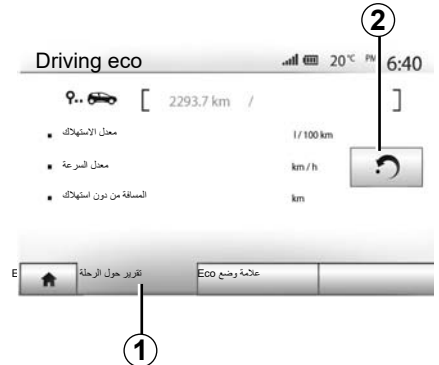 2
Driving eco 20°C PM 6:40
[ 2293.7 km / ]
معدل الاستهلاك l / 100 km
معدل السرعة km / h
المسافة من دون استهلاك km
E تقرير حول الرحلة علامة وضع Eco
1